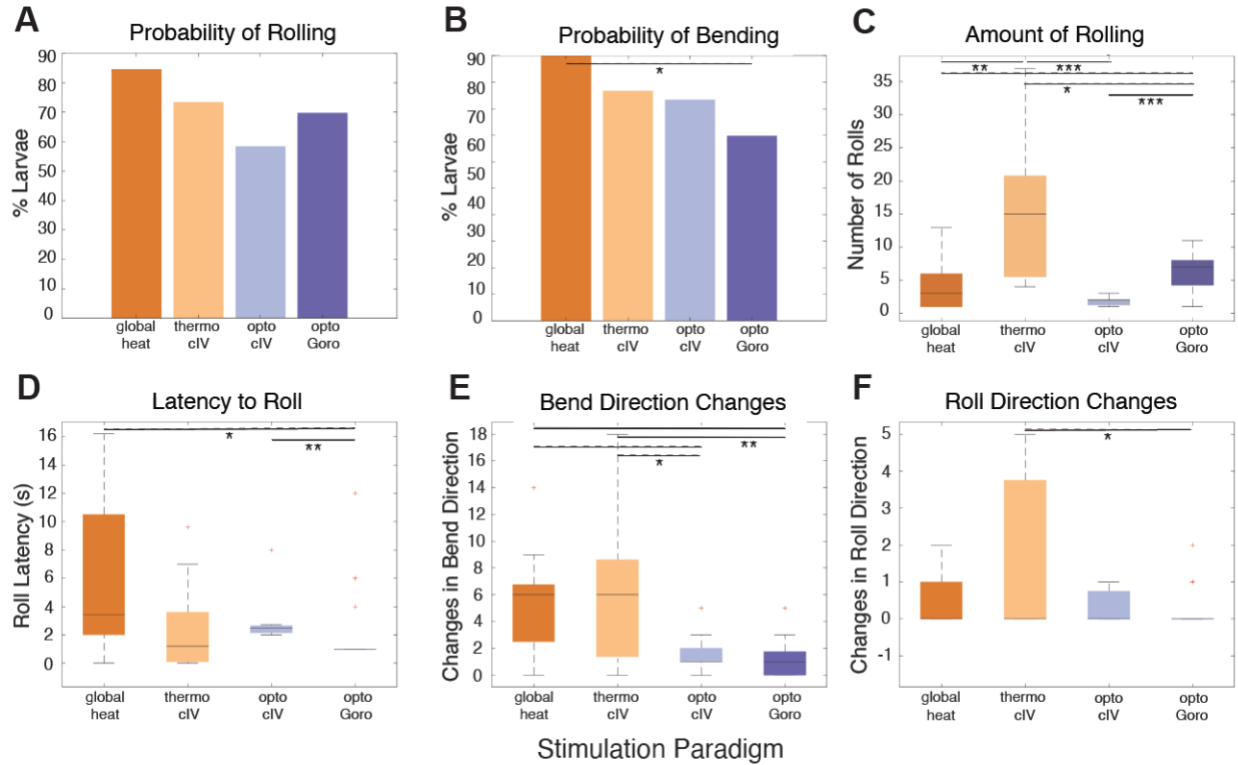 A
Probability of Rolling
% Larvae
90
80
70
60
50
40
30
20
10
0
global heat
thermo cIV
opto cIV
opto Goro
B
Probability of Bending
% Larvae
90
80
70
60
50
40
30
20
10
0
*
global heat
thermo cIV
opto cIV
opto Goro
C
Amount of Rolling
Number of Rolls
35
30
25
20
15
10
5
0
** ***
*
***
global heat
thermo cIV
opto cIV
opto Goro
D
Latency to Roll
Roll Latency (s)
16
14
12
10
8
6
4
2
0
*
**
global heat
thermo cIV
opto cIV
opto Goro
E
Bend Direction Changes
Changes in Bend Direction
18
16
14
12
10
8
6
4
2
0
**
*
global heat
thermo cIV
opto cIV
opto Goro
F
Roll Direction Changes
Changes in Roll Direction
5
4
3
2
1
0
-1
*
global heat
thermo cIV
opto cIV
opto Goro
Stimulation Paradigm